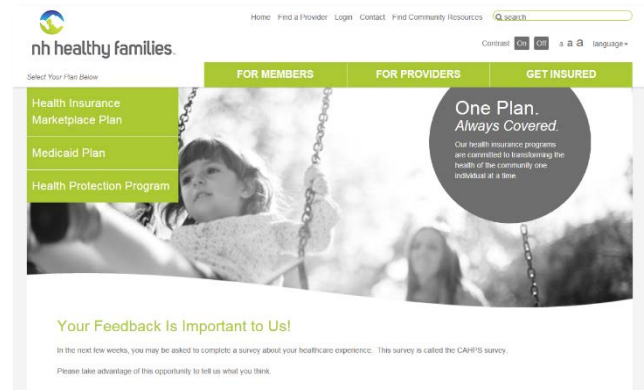 Home Find a Provider Login Contact Find Community Resources search
nh healthy families
Contrast On Off a a a language
Select Your Plan Below
FOR MEMBERS FOR PROVIDERS GET INSURED
Health Insurance
Marketplace Plan
Medicaid Plan
Health Protection Program
One Plan.
Always Covered.
Our health insurance programs
are committed to transforming the
health of the community one
individual at a time.
Your Feedback Is Important to Us!
In the next few weeks, you may be asked to complete a survey about your healthcare experience. This survey is called the CAHPS survey.
Please take advantage of this opportunity to tell us what you think.